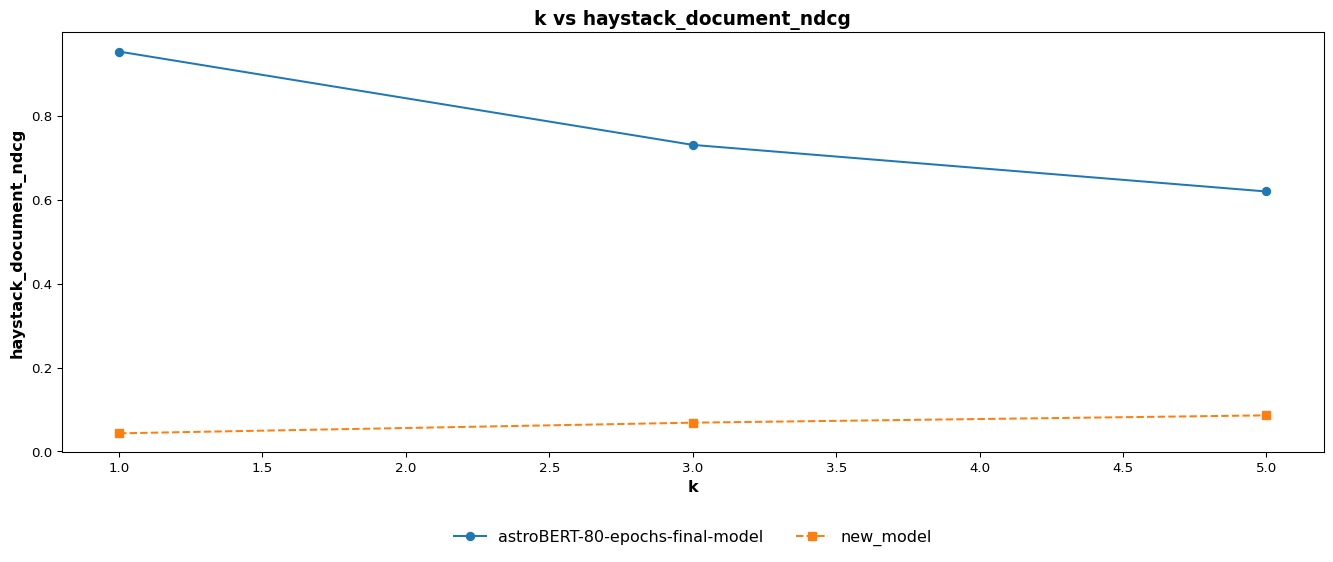 k vs haystack_document_ndcg
haystack_document_ndcg
0.8
0.6
0.4
0.2
0.0
1.0 1.5 2.0 2.5 3.0 3.5 4.0 4.5 5.0
k
astroBERT-80-epochs-final-model new_model